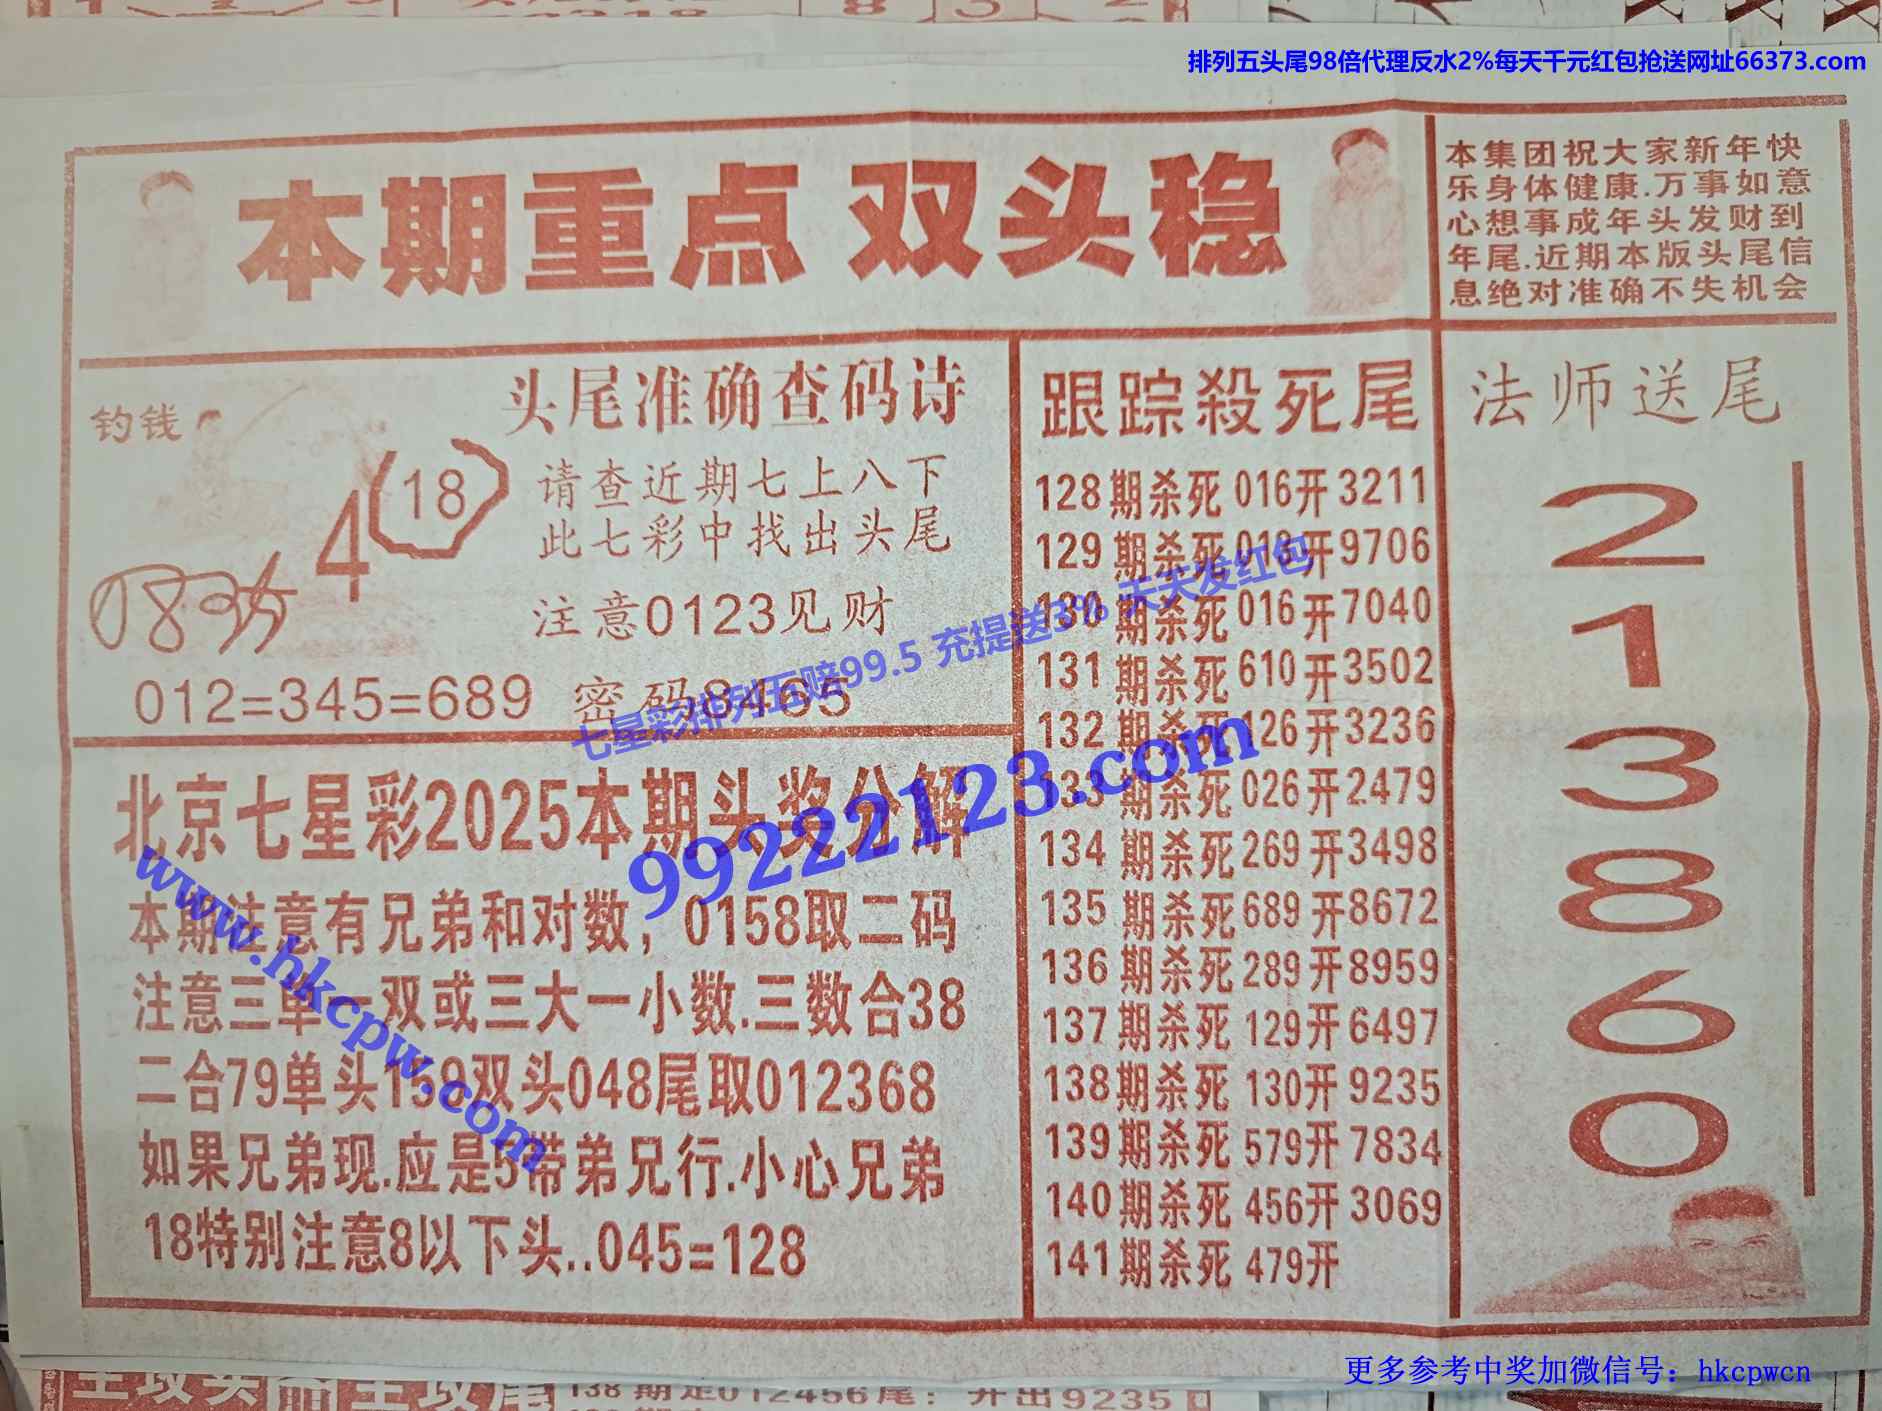 排列五头尾98倍代理反水2%每天千元红包抢送网址66373.com
本期重点 双头稳
本集团祝大家新年快
乐身体健康.万事如意
心想事成年头发财到
年尾.近期本版头尾信
息绝对准确不失机会
钓钱
4
(18)
头尾准确查码诗
请查近期七上八下
此七彩中找出头尾
注意0123见财
012=345=689 密码8465
七星彩排列五赔99.5 充提送3% 天天发红包
99222123.com
www.hkcpw.com
北京七星彩2025本期头奖分解
本期注意有兄弟和对数，0158取二码
注意三单一双或三大一小数.三数合38
二合79单头159双头048尾取012368
如果兄弟现.应是5带弟兄行.小心兄弟
18特别注意8以下头..045=128
跟踪殺死尾
128期杀死016开3211
129期杀死018开9706
130期杀死016开7040
131期杀死610开3502
132期杀死126开3236
133期杀死026开2479
134期杀死269开3498
135期杀死689开8672
136期杀死289开8959
137期杀死129开6497
138期杀死130开9235
139期杀死579开7834
140期杀死456开3069
141期杀死479开
法师送尾
2
1
3
8
6
0
138期定012456尾：开出9235
更多参考中奖加微信号：hkcpwcn